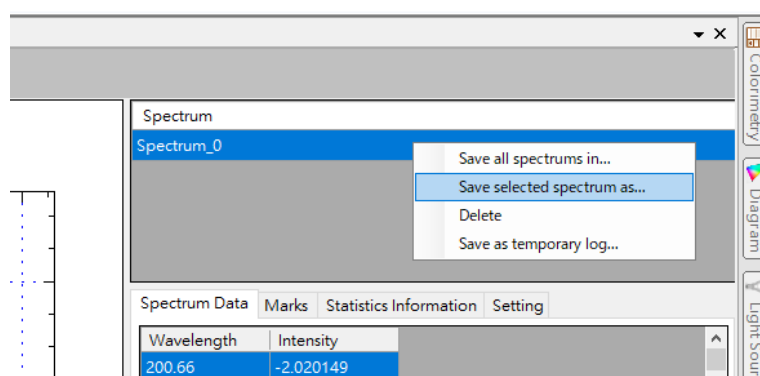 Spectrum
Spectrum_0
Save all spectrums in...
Save selected spectrum as...
Delete
Save as temporary log...
Spectrum Data
Marks
Statistics Information
Setting
Wavelength
Intensity
200.66
-2.020149
Colorimetry
Diagram
Light Sour